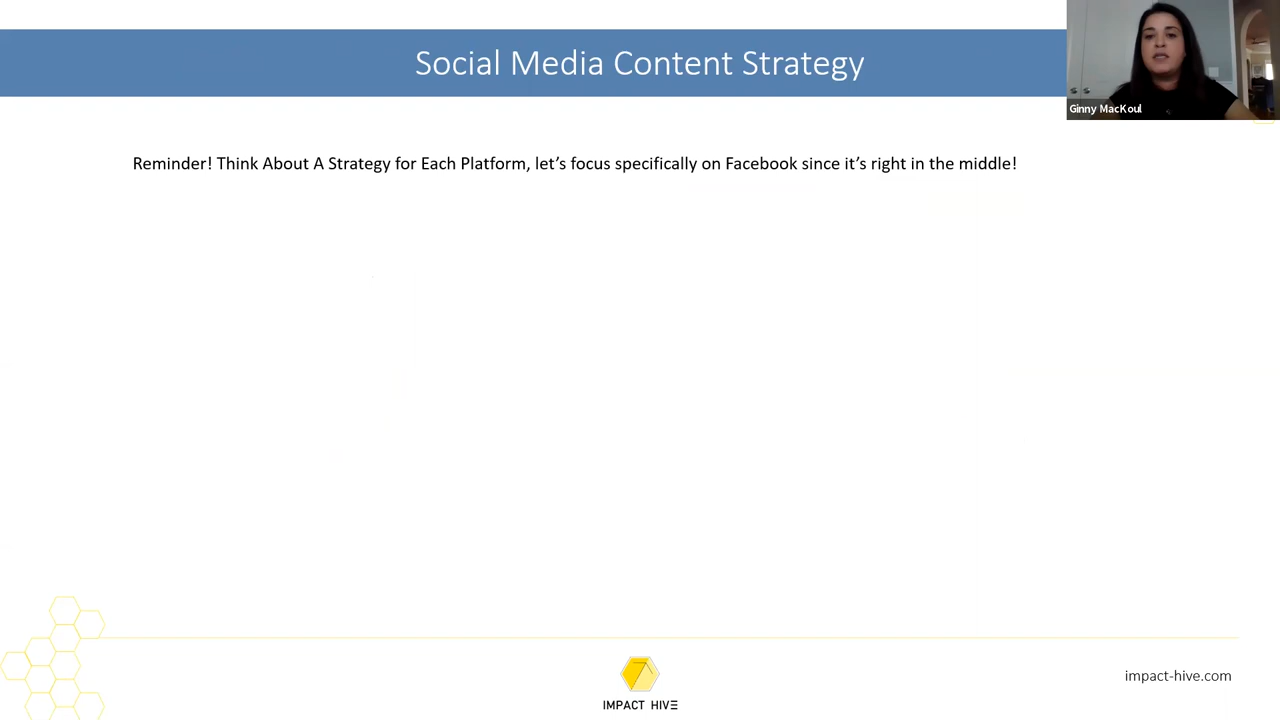 Social Media Content Strategy
Ginny MacKoul
Reminder! Think About A Strategy for Each Platform, let’s focus specifically on Facebook since it’s right in the middle!
IMPACT HIVE
impact-hive.com